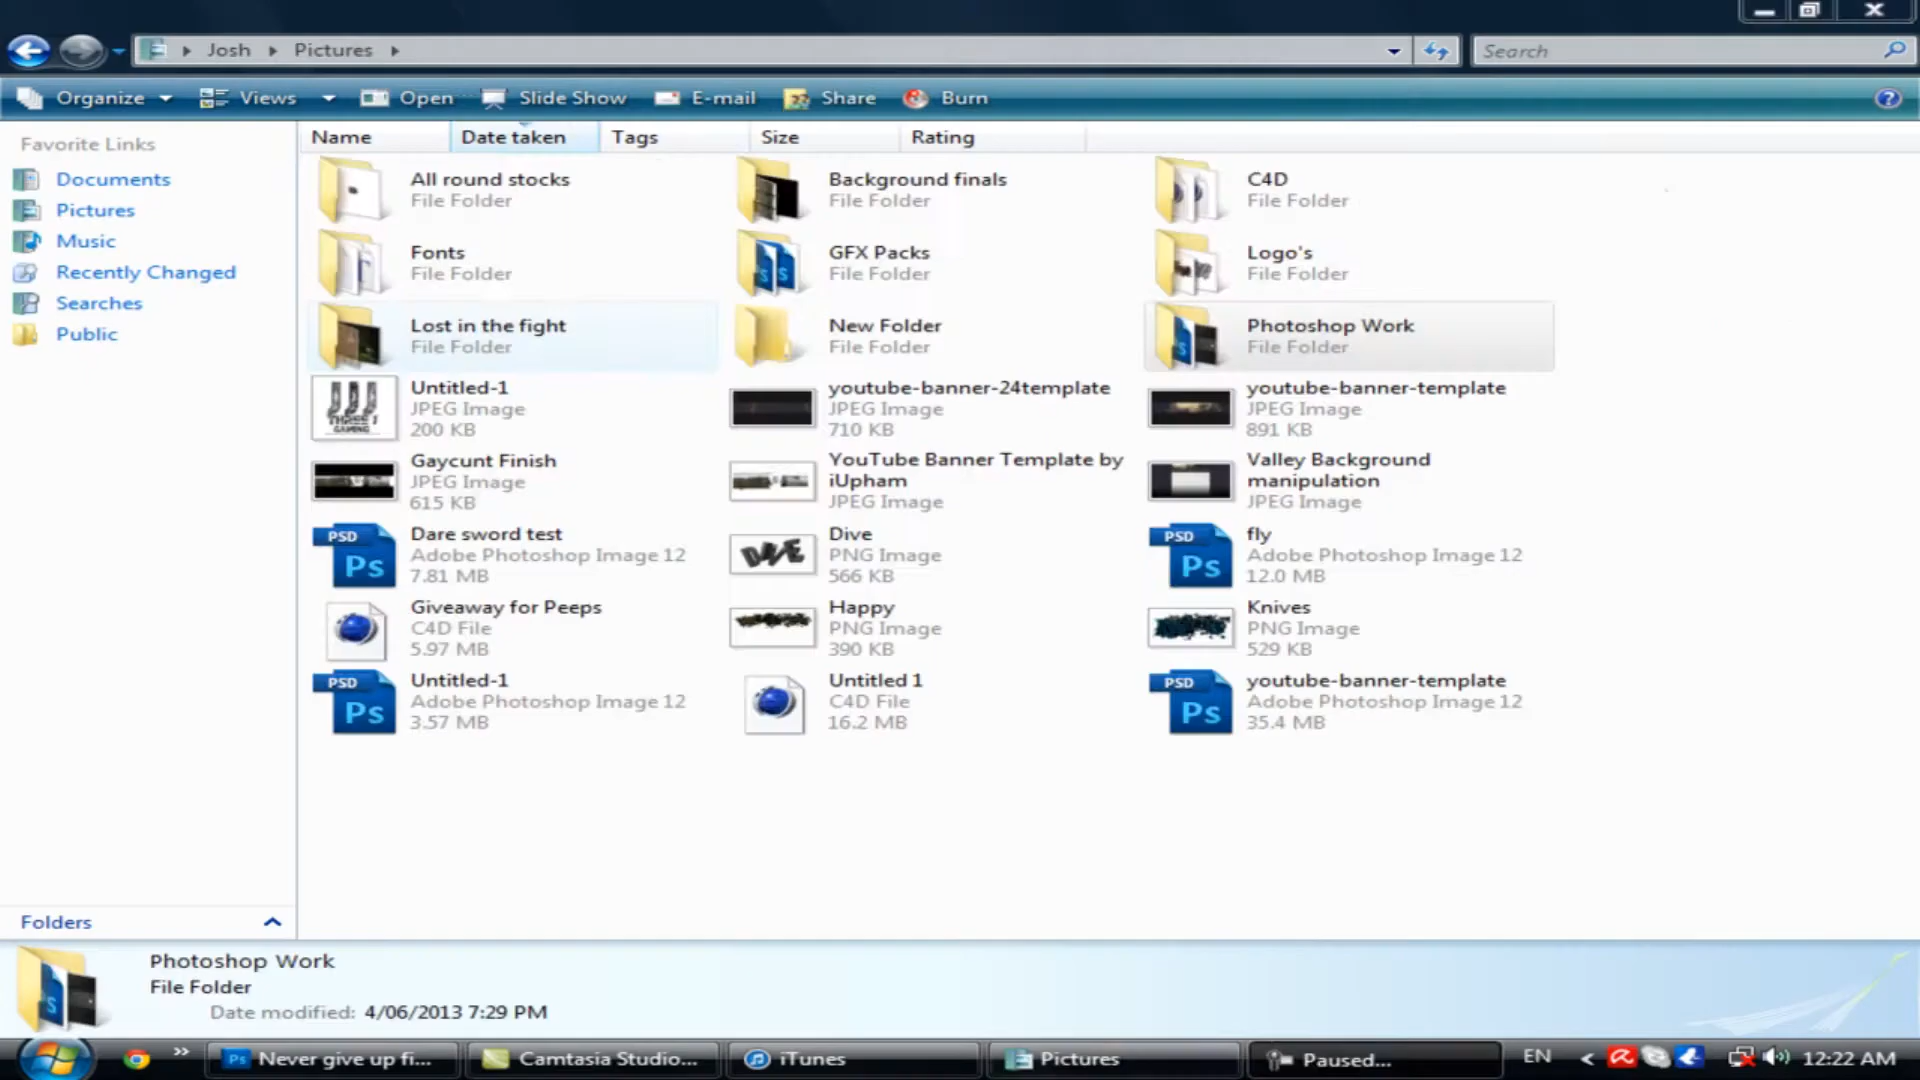 Josh Pictures
Search
Organize Views Open Slide Show E-mail Share Burn
Favorite Links
Documents
Pictures
Music
Recently Changed
Searches
Public
Name Date taken Tags Size Rating
All round stocks
File Folder
Background finals
File Folder
C4D
File Folder
Fonts
File Folder
GFX Packs
File Folder
Logo's
File Folder
Lost in the fight
File Folder
New Folder
File Folder
Photoshop Work
File Folder
Untitled-1
JPEG Image
200 KB
youtube-banner-24template
JPEG Image
710 KB
youtube-banner-template
JPEG Image
891 KB
Gaycunt Finish
JPEG Image
615 KB
YouTube Banner Template by
iUpham
JPEG Image
Valley Background
manipulation
JPEG Image
PSD
Ps
Dare sword test
Adobe Photoshop Image 12
7.81 MB
DIVE
Dive
PNG Image
566 KB
PSD
Ps
fly
Adobe Photoshop Image 12
12.0 MB
Giveaway for Peeps
C4D File
5.97 MB
Happy
PNG Image
390 KB
Knives
PNG Image
529 KB
PSD
Ps
Untitled-1
Adobe Photoshop Image 12
3.57 MB
Untitled 1
C4D File
16.2 MB
PSD
Ps
youtube-banner-template
Adobe Photoshop Image 12
35.4 MB
Folders
Photoshop Work
File Folder
Date modified: 4/06/2013 7:29 PM
Ps Never give up fi... Camtasia Studio... iTunes Pictures Paused... EN 12:22 AM